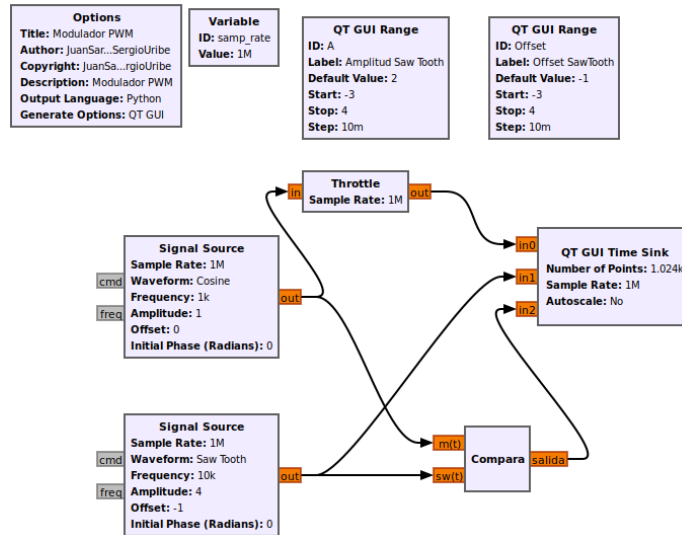 Options
Title: Modulador PWM
Author: JuanSar...SergioUribe
Copyright: JuanSa...rgioUribe
Description: Modulador PWM
Output Language: Python
Generate Options: QT GUI
Variable
ID: samp_rate
Value: 1M
QT GUI Range
ID: A
Label: Amplitud Saw Tooth
Default Value: 2
Start: -3
Stop: 4
Step: 10m
QT GUI Range
ID: Offset
Label: Offset SawTooth
Default Value: -1
Start: -3
Stop: 4
Step: 10m
in
Throttle
Sample Rate: 1M
out
cmd
freq
Signal Source
Sample Rate: 1M
Waveform: Cosine
Frequency: 1k
Amplitude: 1
Offset: 0
Initial Phase (Radians): 0
out
in0
in1
in2
QT GUI Time Sink
Number of Points: 1.024k
Sample Rate: 1M
Autoscale: No
cmd
freq
Signal Source
Sample Rate: 1M
Waveform: Saw Tooth
Frequency: 10k
Amplitude: 4
Offset: -1
Initial Phase (Radians): 0
out
m(t)
sw(t)
Compara
salida